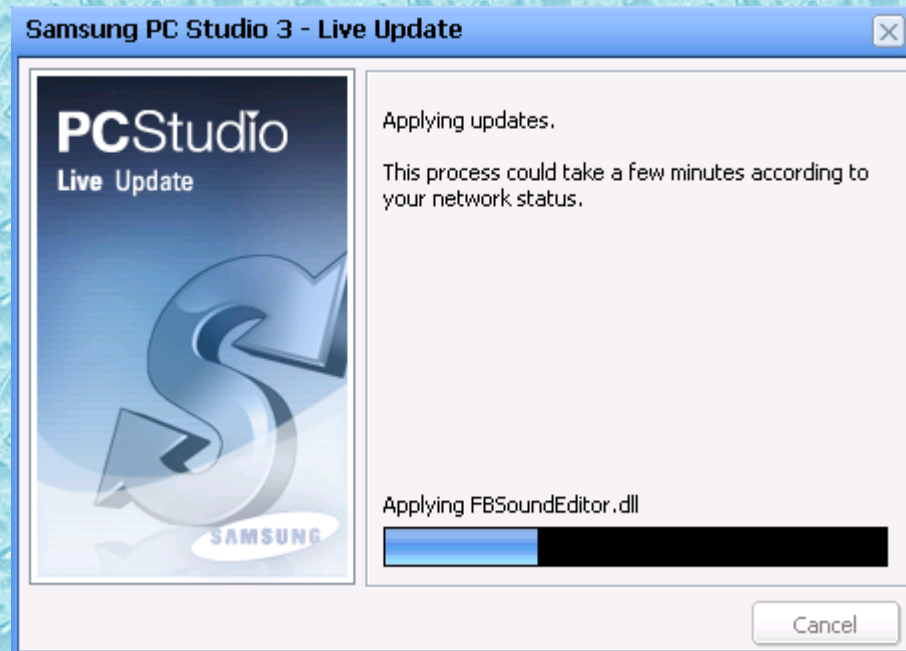 Samsung PC Studio 3 - Live Update
PCStudio
Live Update
SAMSUNG
Applying updates.
This process could take a few minutes according to
your network status.
Applying FBSoundEditor.dll
Cancel